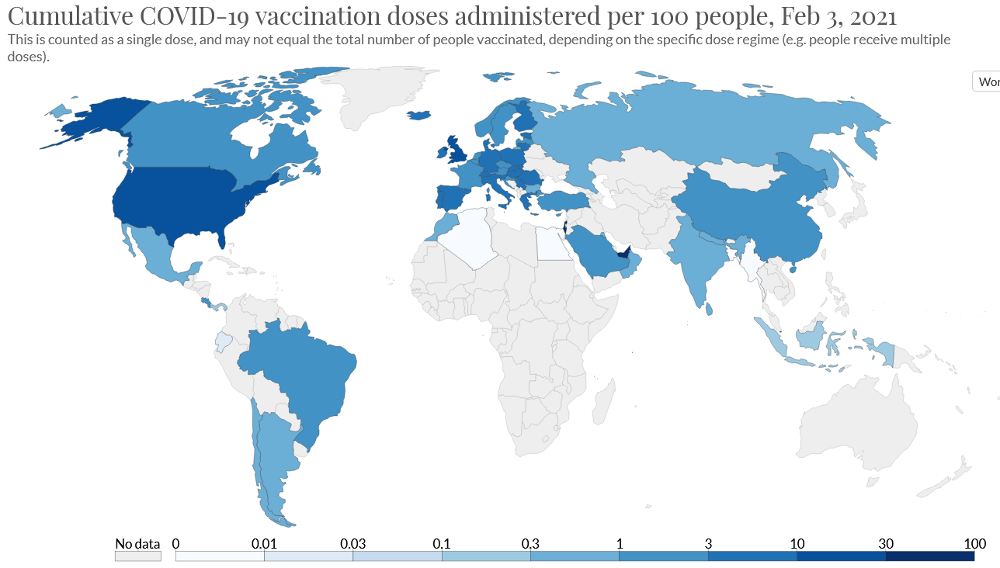 Cumulative COVID-19 vaccination doses administered per 100 people, Feb 3, 2021
This is counted as a single dose, and may not equal the total number of people vaccinated, depending on the specific dose regime (e.g. people receive multiple
doses).
Wor
No data 0 0.01 0.03 0.1 0.3 1 3 10 30 100